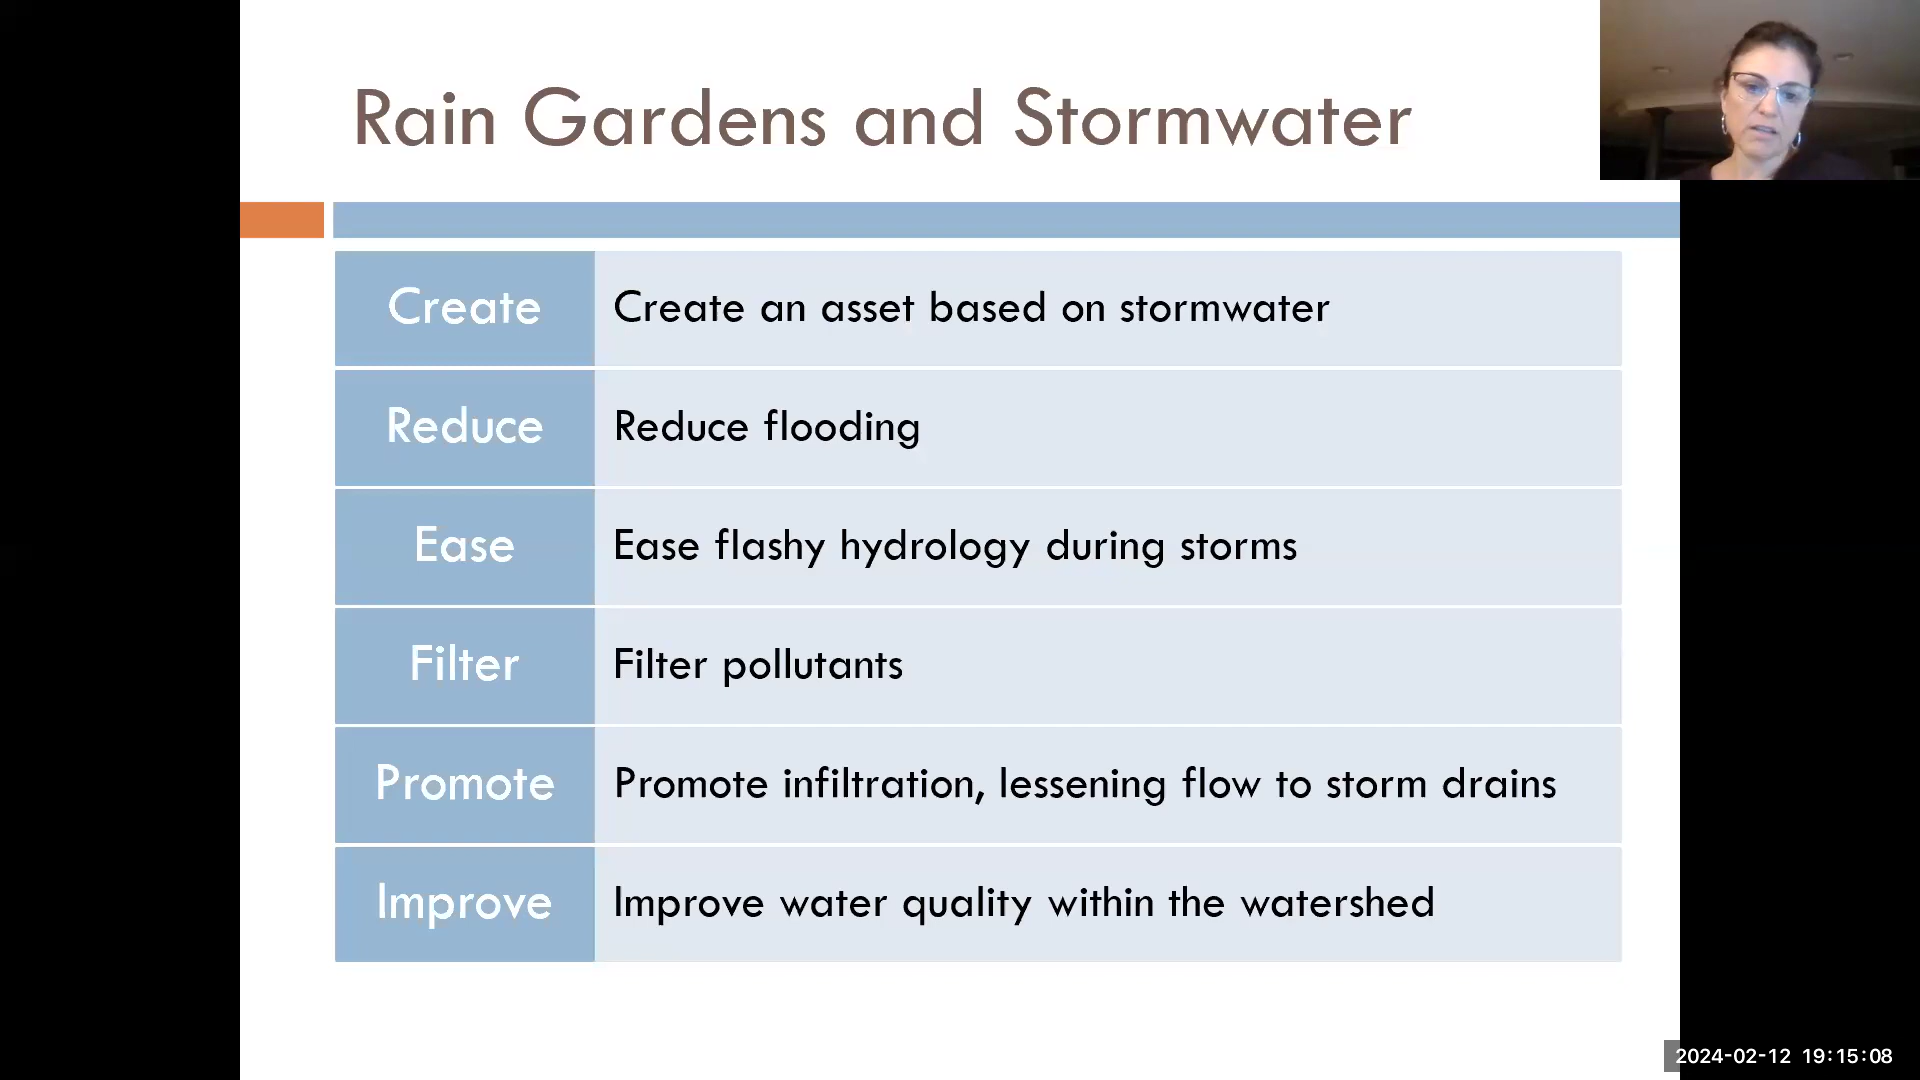 Rain Gardens and Stormwater
Create
Create an asset based on stormwater
Reduce
Reduce flooding
Ease
Ease flashy hydrology during storms
Filter
Filter pollutants
Promote
Promote infiltration, lessening flow to storm drains
Improve
Improve water quality within the watershed
2024-02-12 19:15:08